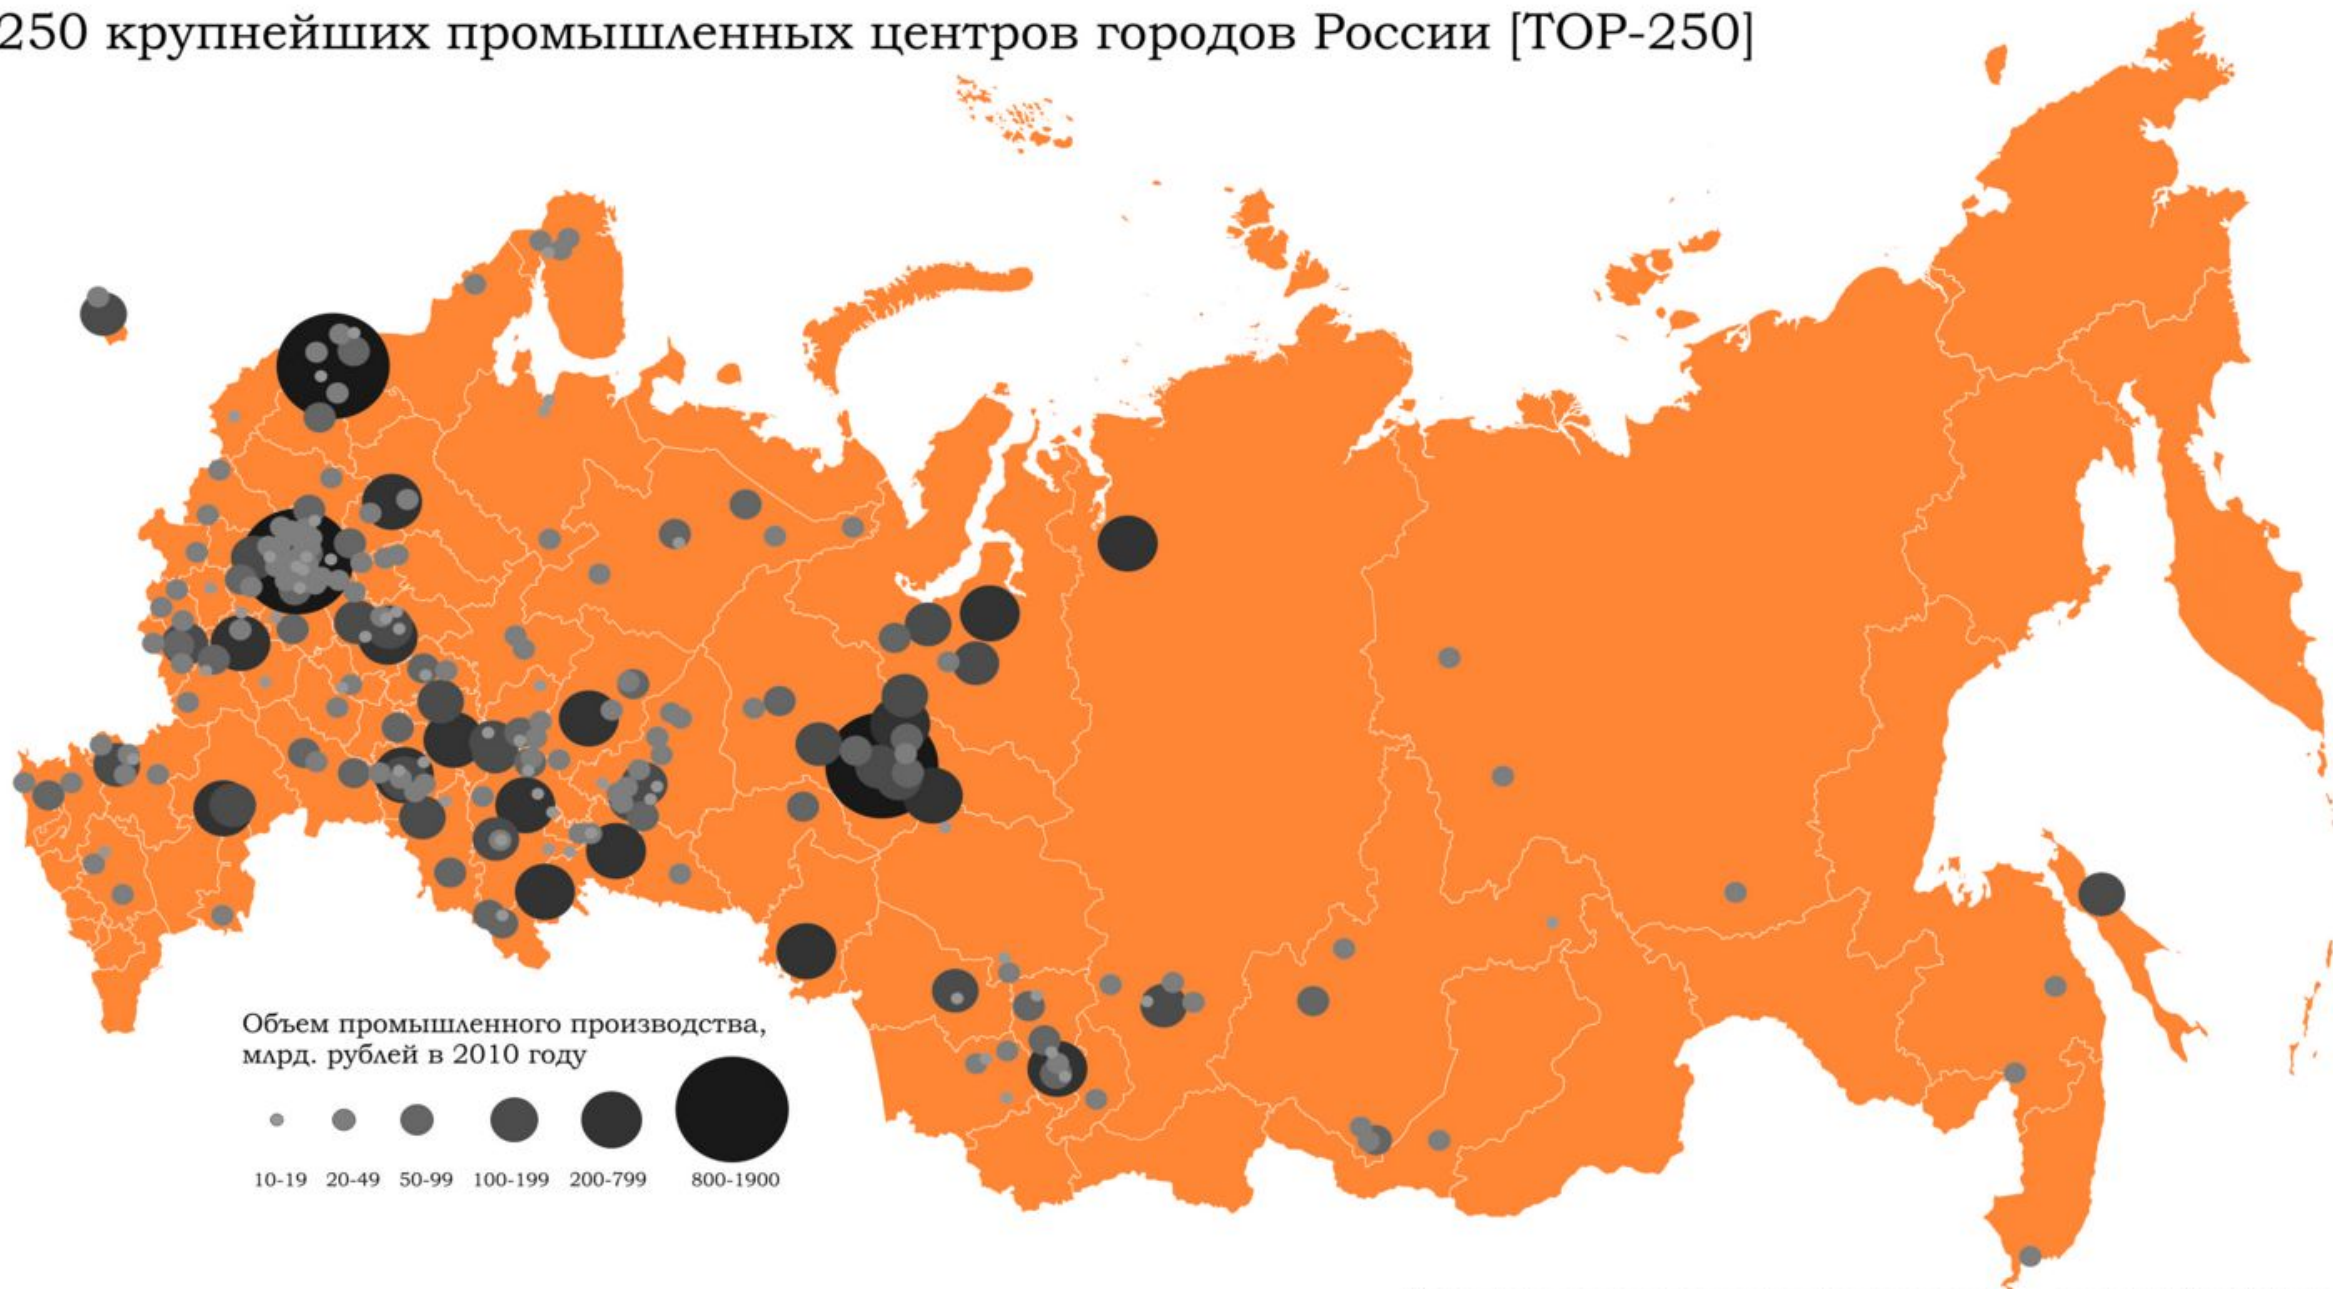 250 крупнейших промышленных центров городов России [TOP-250]
Объем промышленного производства,
млрд. рублей в 2010 году
10-19 20-49 50-99 100-199 200-799 800-1900